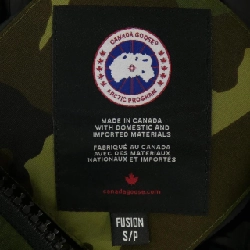 CANADA GOOSE
ARCTIC PROGRAM
MADE IN CANADA
WITH DOMESTIC AND
IMPORTED MATERIALS
FABRIQUÉ AU CANADA
AVEC DES MATERIAUX
NATIONAUX ET IMPORTÉS
canadagoose.com
FUSION
S/P